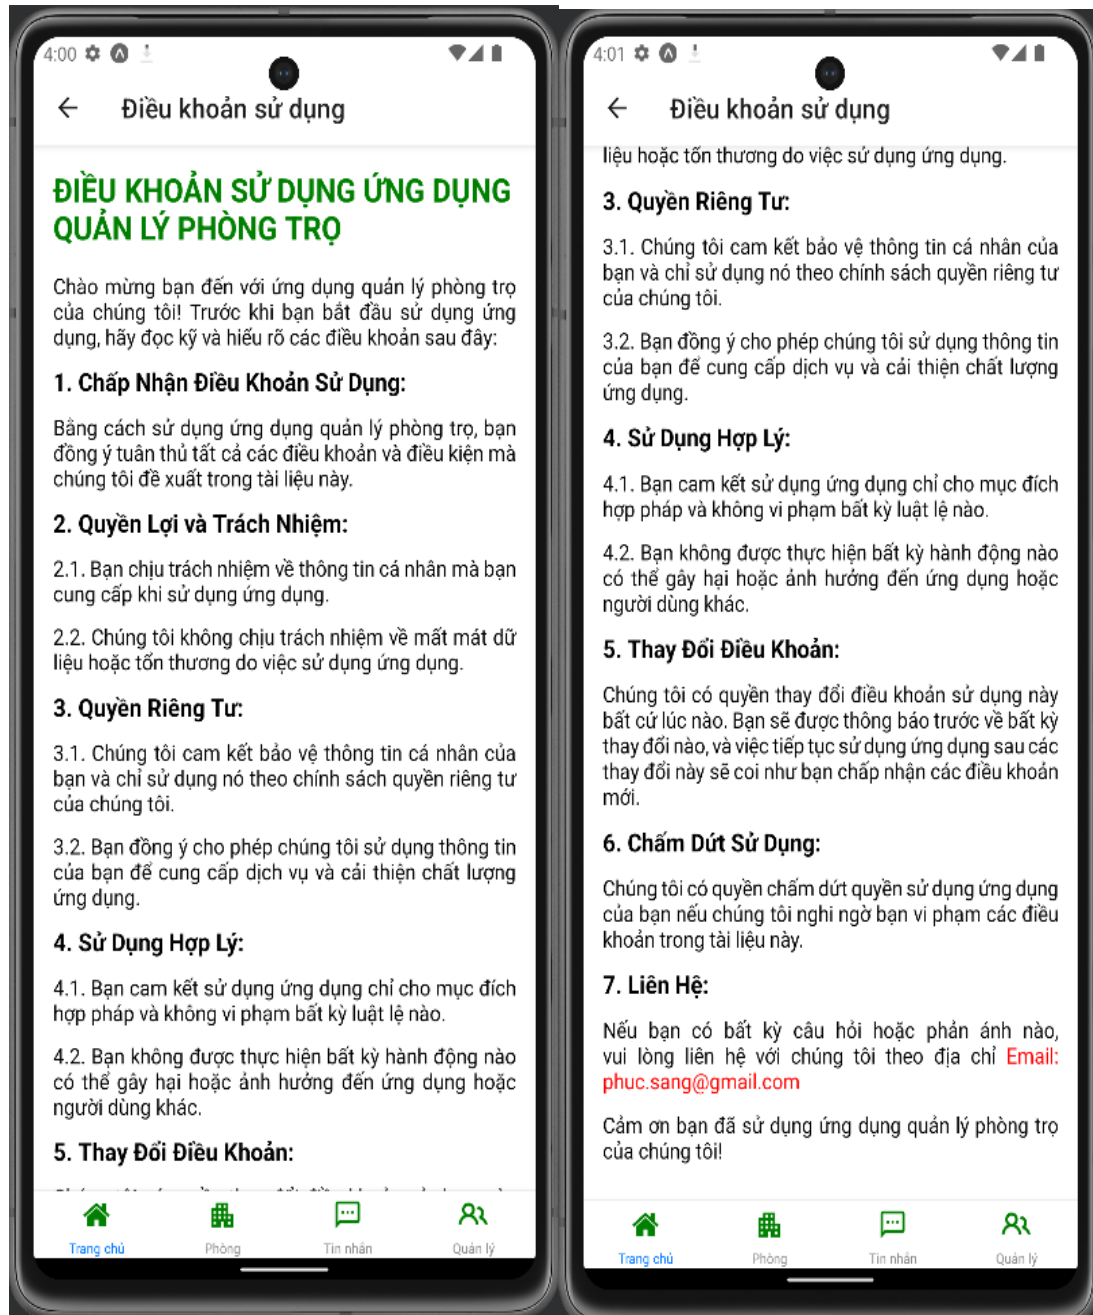 4:00
Điều khoản sử dụng
ĐIỀU KHOẢN SỬ DỤNG ỨNG DỤNG
QUẢN LÝ PHÒNG TRỌ
Chào mừng bạn đến với ứng dụng quản lý phòng trọ
của chúng tôi! Trước khi bạn bắt đầu sử dụng ứng
dụng, hãy đọc kỹ và hiểu rõ các điều khoản sau đây:
1. Chấp Nhận Điều Khoản Sử Dụng:
Bằng cách sử dụng ứng dụng quản lý phòng trọ, bạn
đồng ý tuân thủ tất cả các điều khoản và điều kiện mà
chúng tôi đề xuất trong tài liệu này.
2. Quyền Lợi và Trách Nhiệm:
2.1. Bạn chịu trách nhiệm về thông tin cá nhân mà bạn
cung cấp khi sử dụng ứng dụng.
2.2. Chúng tôi không chịu trách nhiệm về mất mát dữ
liệu hoặc tổn thương do việc sử dụng ứng dụng.
3. Quyền Riêng Tư:
3.1. Chúng tôi cam kết bảo vệ thông tin cá nhân của
bạn và chỉ sử dụng nó theo chính sách quyền riêng tư
của chúng tôi.
3.2. Bạn đồng ý cho phép chúng tôi sử dụng thông tin
của bạn để cung cấp dịch vụ và cải thiện chất lượng
ứng dụng.
4. Sử Dụng Hợp Lý:
4.1. Bạn cam kết sử dụng ứng dụng chỉ cho mục đích
hợp pháp và không vi phạm bất kỳ luật lệ nào.
4.2. Bạn không được thực hiện bất kỳ hành động nào
có thể gây hại hoặc ảnh hưởng đến ứng dụng hoặc
người dùng khác.
5. Thay Đổi Điều Khoản:
Trang chủ
Phòng
Tin nhắn
Quản lý
4:01
Điều khoản sử dụng
liệu hoặc tổn thương do việc sử dụng ứng dụng.
3. Quyền Riêng Tư:
3.1. Chúng tôi cam kết bảo vệ thông tin cá nhân của
bạn và chỉ sử dụng nó theo chính sách quyền riêng tư
của chúng tôi.
3.2. Bạn đồng ý cho phép chúng tôi sử dụng thông tin
của bạn để cung cấp dịch vụ và cải thiện chất lượng
ứng dụng.
4. Sử Dụng Hợp Lý:
4.1. Bạn cam kết sử dụng ứng dụng chỉ cho mục đích
hợp pháp và không vi phạm bất kỳ luật lệ nào.
4.2. Bạn không được thực hiện bất kỳ hành động nào
có thể gây hại hoặc ảnh hưởng đến ứng dụng hoặc
người dùng khác.
5. Thay Đổi Điều Khoản:
Chúng tôi có quyền thay đổi điều khoản sử dụng này
bất cứ lúc nào. Bạn sẽ được thông báo trước về bất kỳ
thay đổi nào, và việc tiếp tục sử dụng ứng dụng sau các
thay đổi này sẽ coi như bạn chấp nhận các điều khoản
mới.
6. Chấm Dứt Sử Dụng:
Chúng tôi có quyền chấm dứt quyền sử dụng ứng dụng
của bạn nếu chúng tôi nghi ngờ bạn vi phạm các điều
khoản trong tài liệu này.
7. Liên Hệ:
Nếu bạn có bất kỳ câu hỏi hoặc phản ánh nào,
vui lòng liên hệ với chúng tôi theo địa chỉ Email:
phuc.sang@gmail.com
Cảm ơn bạn đã sử dụng ứng dụng quản lý phòng trọ
của chúng tôi!
Trang chủ
Phòng
Tin nhắn
Quản lý